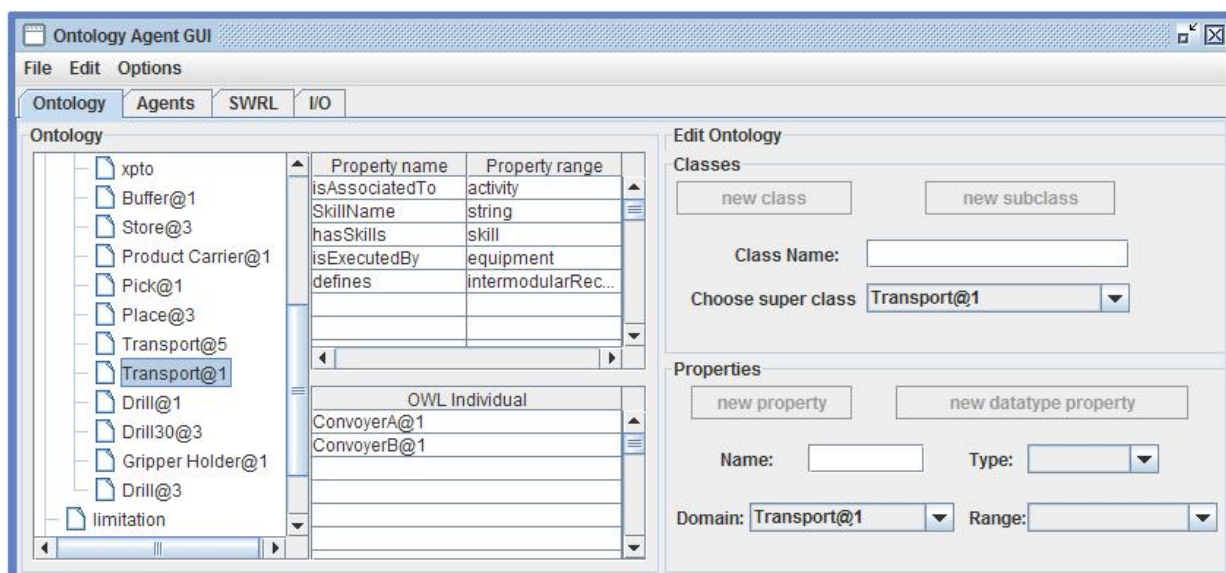 Ontology Agent GUI
File Edit Options
Ontology Agents SWRL I/O
Ontology
xpto
Buffer@1
Store@3
Product Carrier@1
Pick@1
Place@3
Transport@5
Transport@1
Drill@1
Drill30@3
Gripper Holder@1
Drill@3
limitation
Property name Property range
isAssociatedTo activity
SkillName string
hasSkills skill
isExecutedBy equipment
defines intermodularRec...
OWL Individual
ConvoyerA@1
ConvoyerB@1
Edit Ontology
Classes
new class new subclass
Class Name:
Choose super class Transport@1
Properties
new property new datatype property
Name: Type:
Domain: Transport@1 Range: